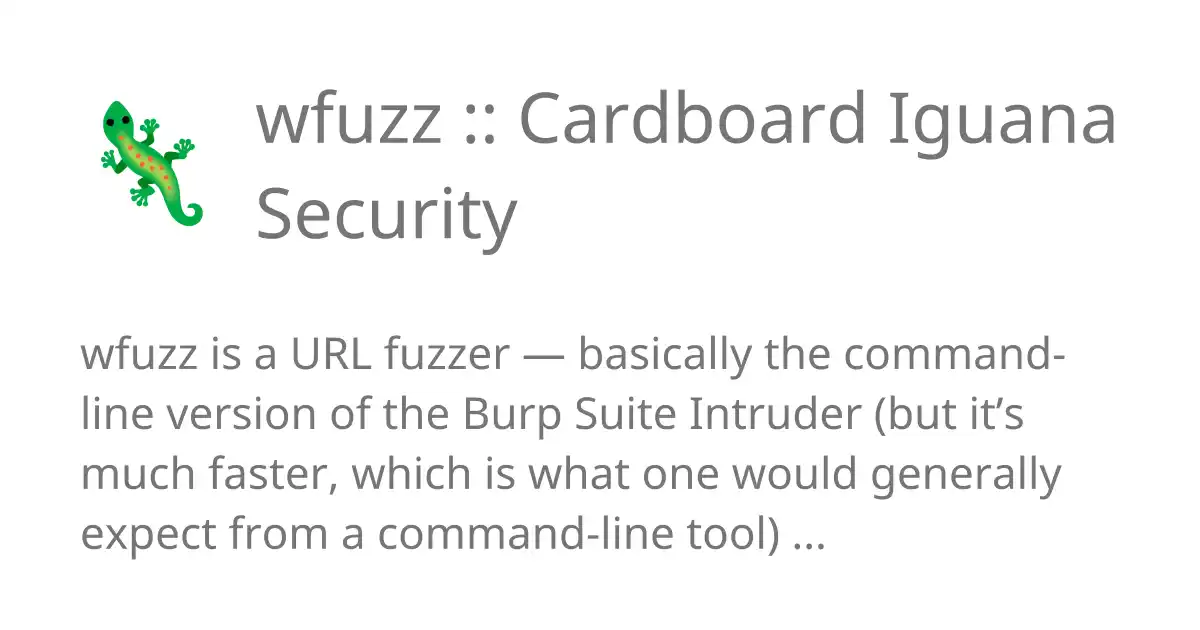 wfuzz :: Cardboard Iguana
Security
wfuzz is a URL fuzzer — basically the command-
line version of the Burp Suite Intruder (but it’s
much faster, which is what one would generally
expect from a command-line tool) ...